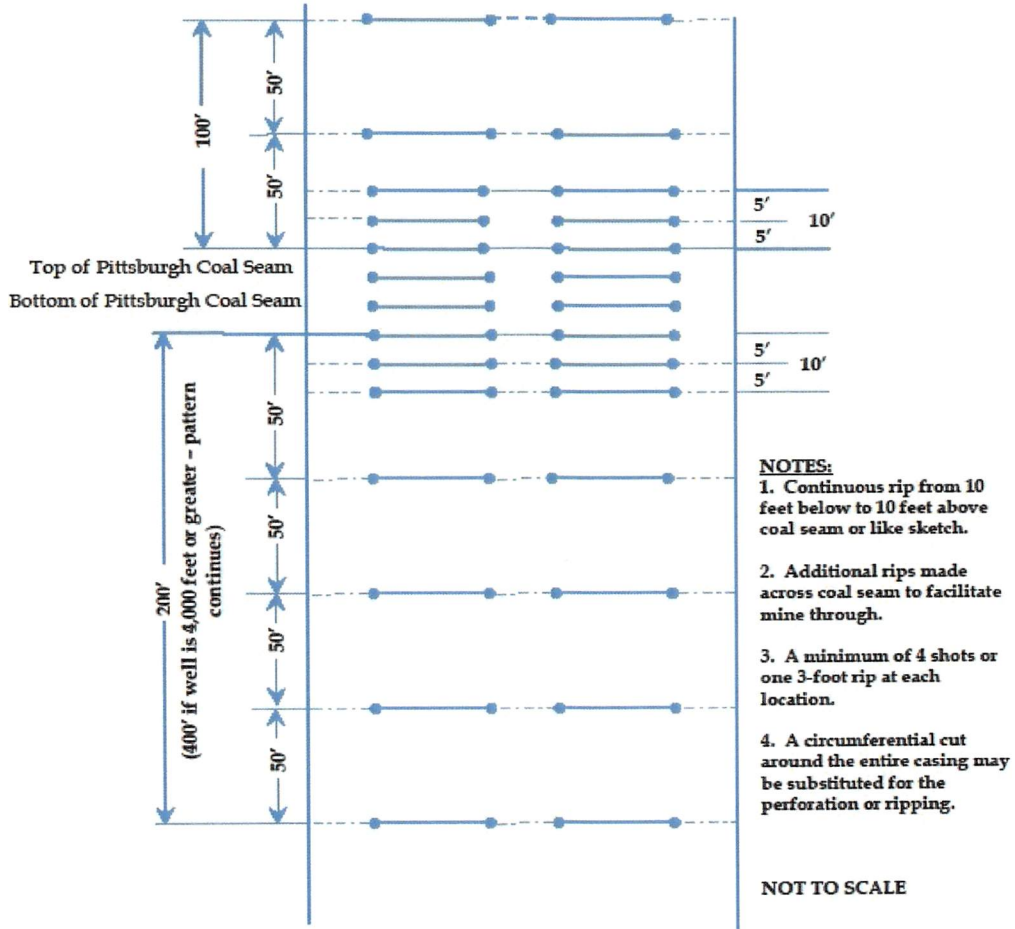 100'
50'
50'
5'
5'
10'
Top of Pittsburgh Coal Seam
Bottom of Pittsburgh Coal Seam
5'
5'
10'
200'
(400' if well is 4,000 feet or greater – pattern
continues)
50'
50'
50'
50'
NOTES:
1. Continuous rip from 10
feet below to 10 feet above
coal seam or like sketch.
2. Additional rips made
across coal seam to facilitate
mine through.
3. A minimum of 4 shots or
one 3-foot rip at each
location.
4. A circumferential cut
around the entire casing may
be substituted for the
perforation or ripping.
NOT TO SCALE